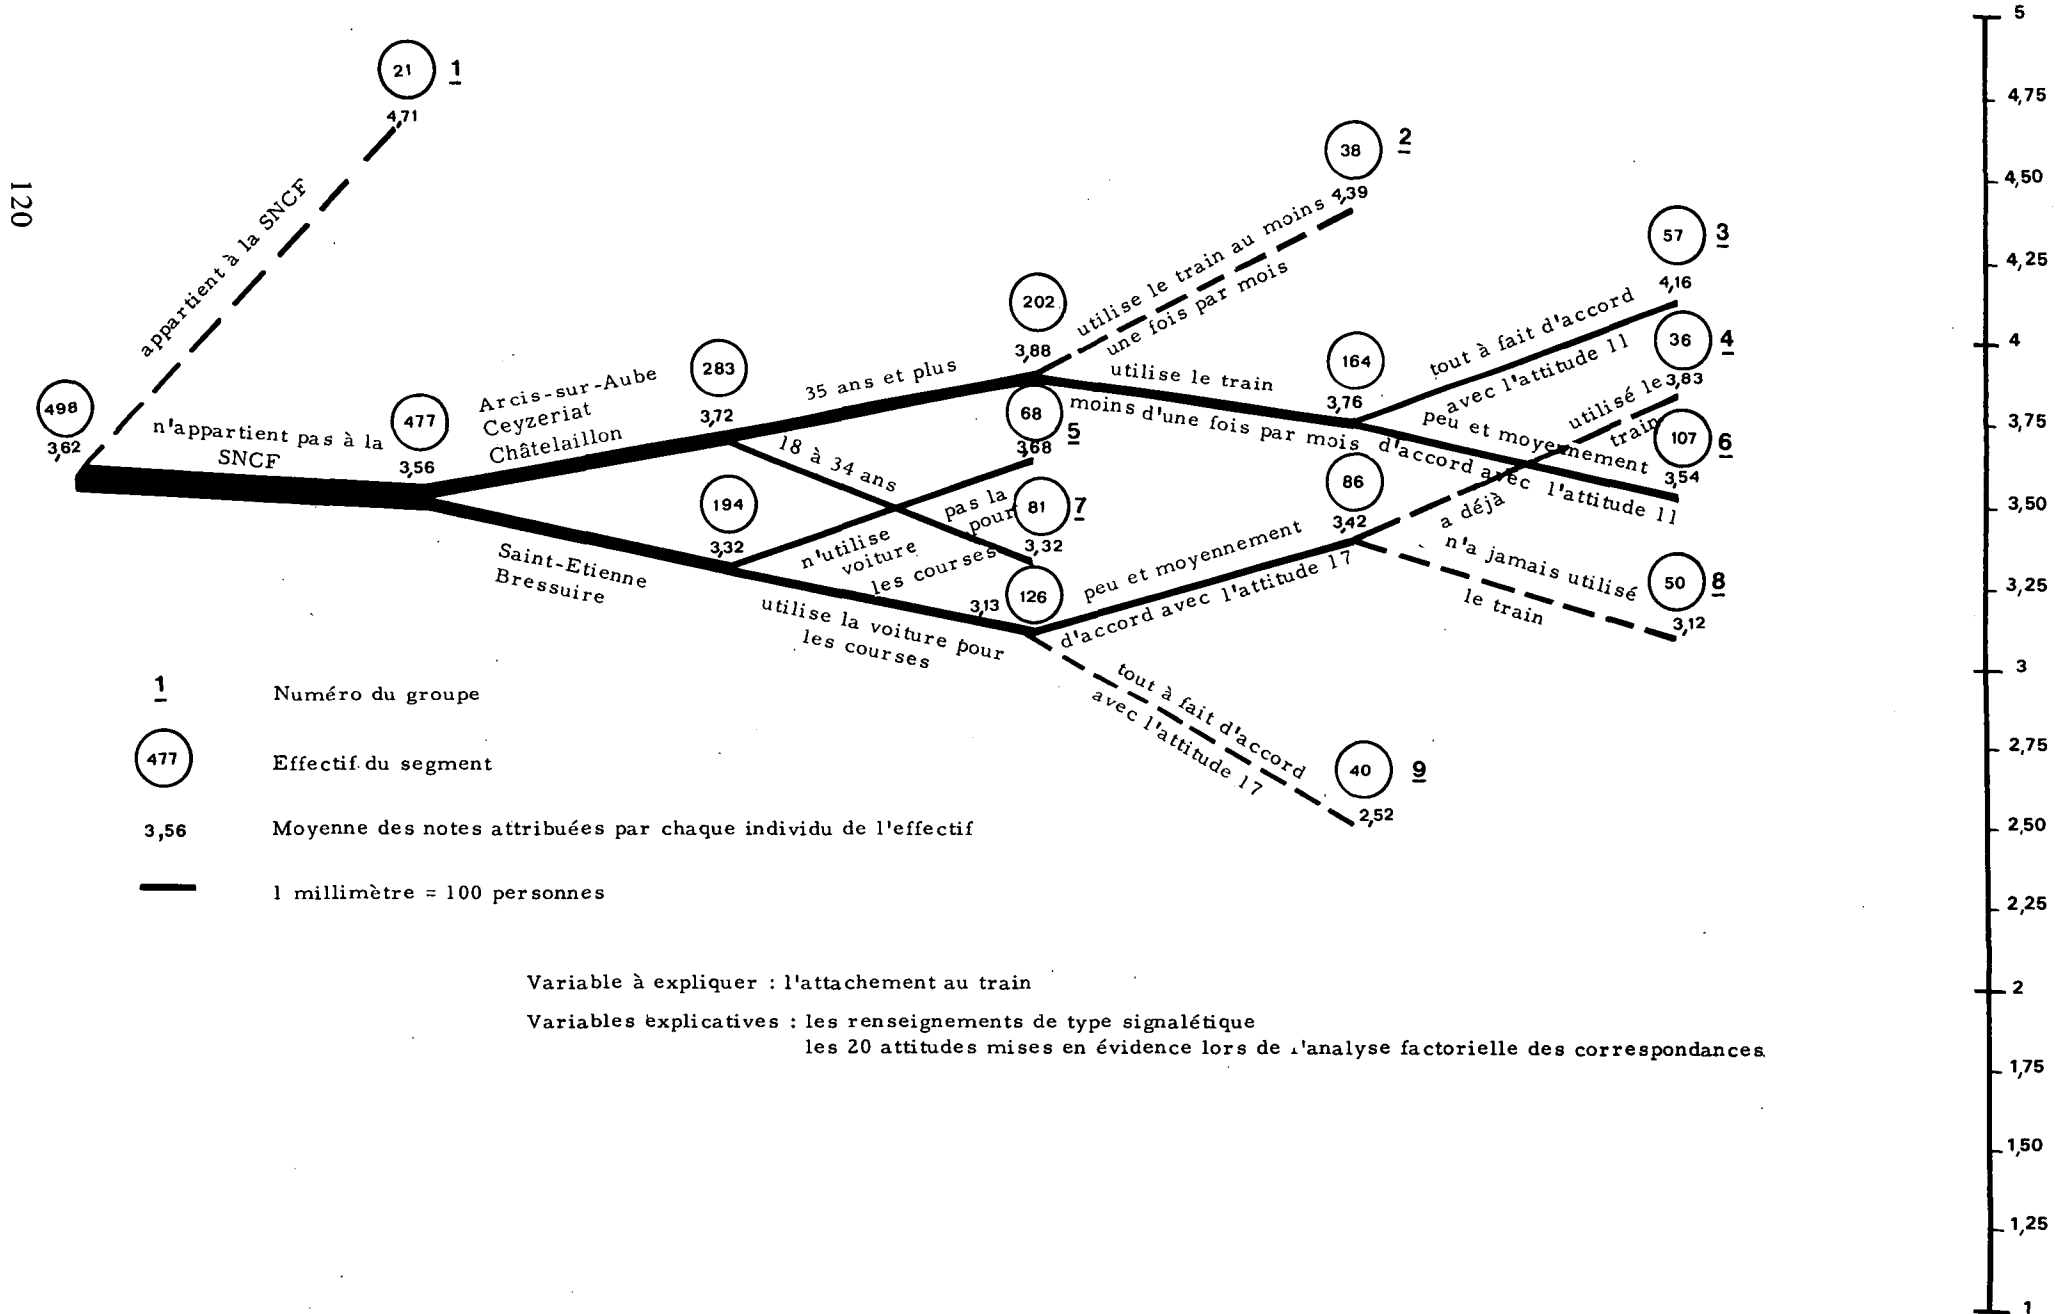 120
21
1
4,71
appartient à la SNCF
498
3,62
n'appartient pas à la
SNCF
477
3,56
Arcis-sur-Aube
Ceyzeriat
Châtelaillon
283
3,72
35 ans et plus
18 à 34 ans
Saint-Etienne
Bressuire
194
3,32
n'utilise pas la
voiture pour
les courses
utilise la voiture pour
les courses
202
3,88
68
5
3,68
81
7
3,32
3,13
126
utilise le train au moins
une fois par mois
38
2
4,39
utilise le train
moins d'une fois par mois
164
3,76
tout à fait d'accord
avec l'attitude 11
57
3
4,16
peu et moyennement
d'accord avec l'attitude 11
107
6
3,54
peu et moyennement
d'accord avec l'attitude 17
86
3,42
a déjà utilisé le
train
36
4
3,83
n'a jamais utilisé
le train
50
8
3,12
tout à fait d'accord
avec l'attitude 17
40
9
2,52
5
4,75
4,50
4,25
4
3,75
3,50
3,25
3
2,75
2,50
2,25
2
1,75
1,50
1,25
1
1
Numéro du groupe
477
Effectif du segment
3,56
Moyenne des notes attribuées par chaque individu de l'effectif
1 millimètre = 100 personnes
Variable à expliquer : l'attachement au train
Variables explicatives : les renseignements de type signalétique
les 20 attitudes mises en évidence lors de l'analyse factorielle des correspondances